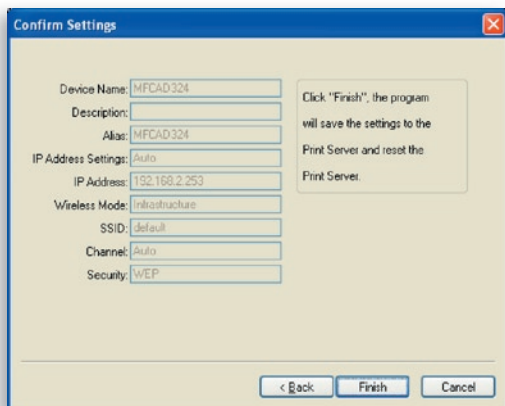 Confirm Settings
Device Name: MFCAD324
Description:
Alias: MFCAD324
IP Address Settings: Auto
IP Address: 192.168.2.253
Wireless Mode: Infrastructure
SSID: default
Channel: Auto
Security: WEP
Click "Finish", the program
will save the settings to the
Print Server and reset the
Print Server.
< Back
Finish
Cancel